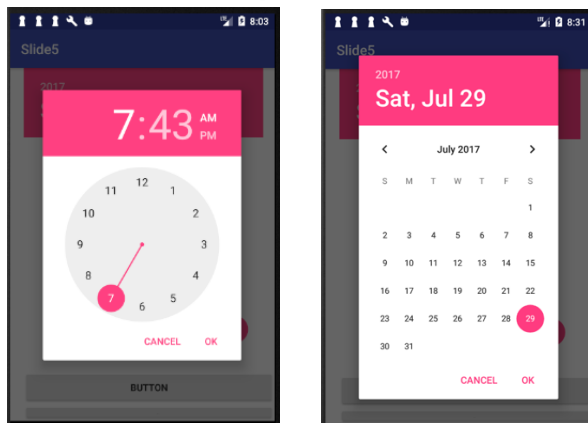 8:03
Slide5
2017
7:43 AM
PM
12
11 1
10 2
9 3
8 4
7 5
6
CANCEL OK
BUTTON
8:31
Slide5
2017
Sat, Jul 29
July 2017
S M T W T F S
1
2 3 4 5 6 7 8
9 10 11 12 13 14 15
16 17 18 19 20 21 22
23 24 25 26 27 28 29
30 31
CANCEL OK